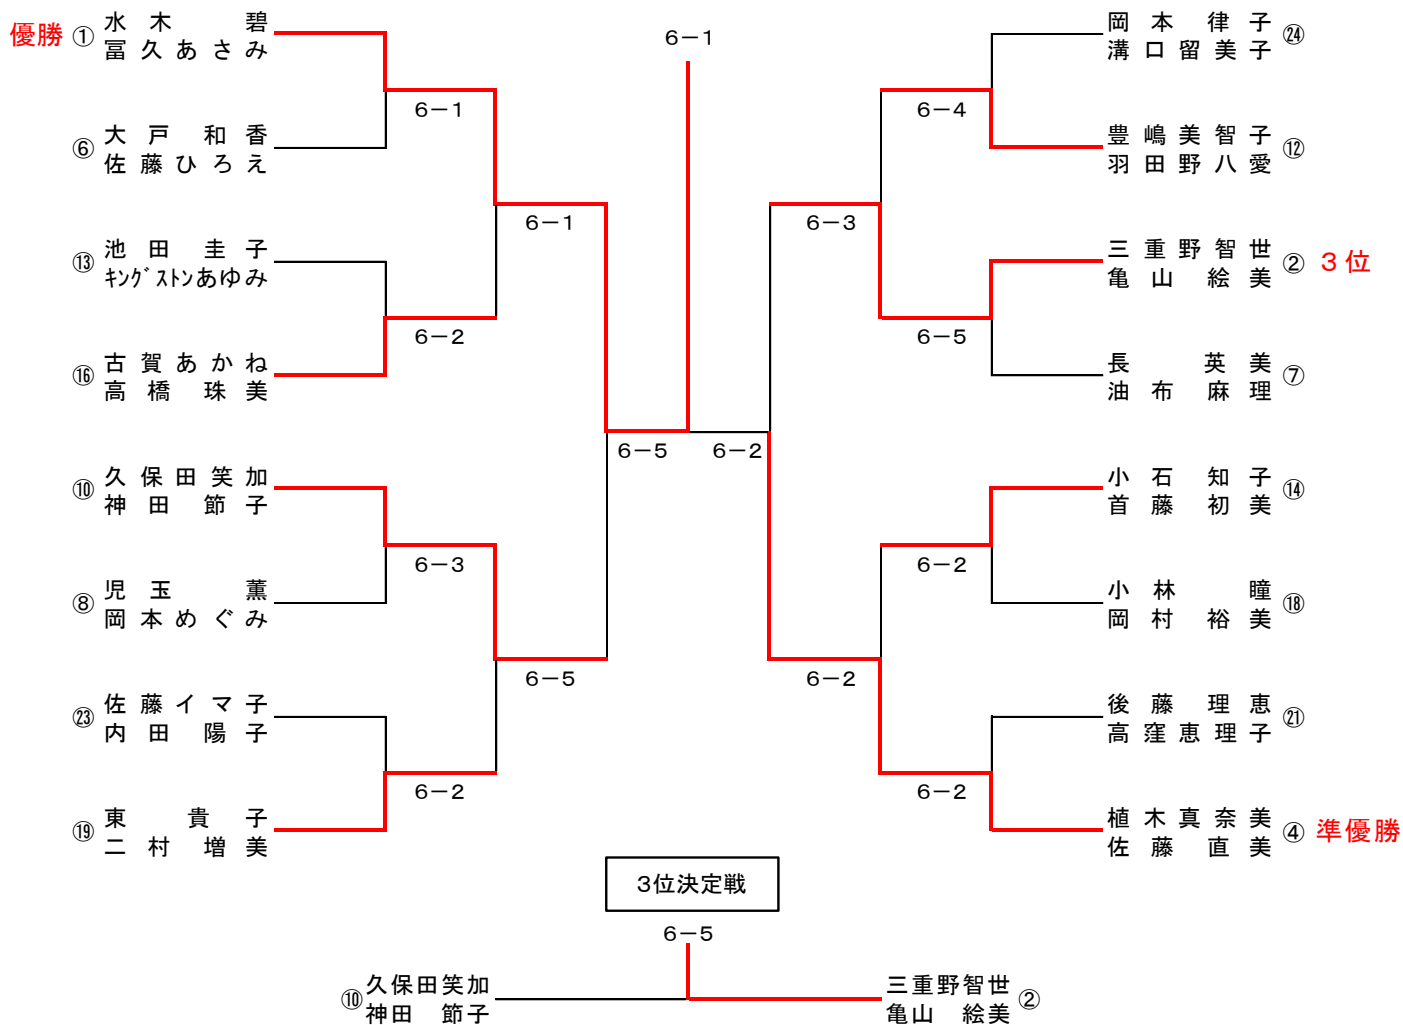 優勝 ① 水木 碧
冨久あさみ
6－1
⑥ 大戸 和香
佐藤ひろえ
6－1
⑬ 池田 圭子
ｷﾝｸﾞｽﾄﾝあゆみ
6－2
⑯ 古賀あかね
高橋 珠美
6－5
⑩ 久保田笑加
神田 節子
6－3
⑧ 児玉 薫
岡本めぐみ
6－5
㉓ 佐藤イマ子
内田 陽子
6－2
⑲ 東 貴子
二村 増美
6－1
岡本 律子 ㉔
溝口留美子
6－4
豊嶋美智子 ⑫
羽田野八愛
6－3
三重野智世 ② 3位
亀山 絵美
6－5
長 英美 ⑦
油布麻理
6－2
小石 知子 ⑭
首藤 初美
6－2
小林 瞳 ⑱
岡村 裕美
6－2
後藤 理恵 ㉑
高窪恵理子
6－2
植木真奈美 ④ 準優勝
佐藤 直美
3位決定戦
6－5
⑩ 久保田笑加
神田 節子
三重野智世 ②
亀山 絵美